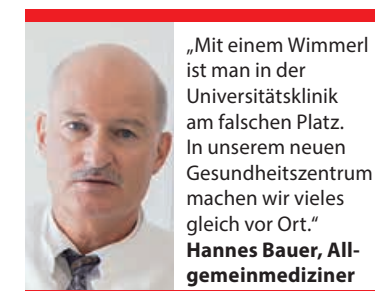 „Mit einem Wimmerl
ist man in der
Universitätsklinik
am falschen Platz.
In unserem neuen
Gesundheitszentrum
machen wir vieles
gleich vor Ort.“
Hannes Bauer, All-
gemeinmediziner